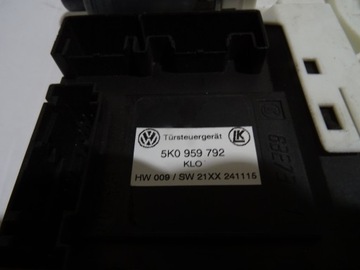 Türsteuergerät
5K0 959 792
KLO
HW 009 / SW 21XX 241115